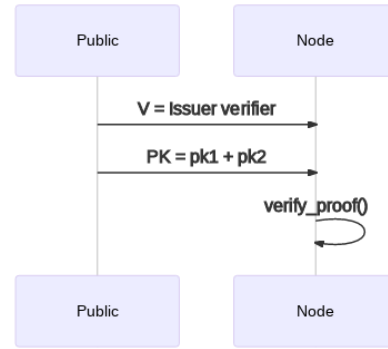 Public
Node
V = Issuer verifier
PK = pk1 + pk2
verify_proof()
Public
Node